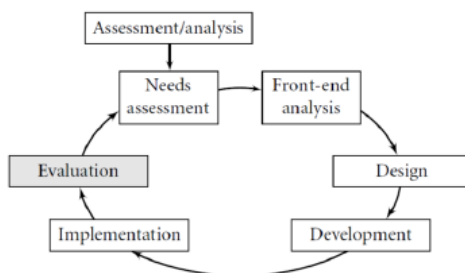 Assessment/analysis
Needs
assessment
Front-end
analysis
Evaluation
Design
Implementation
Development